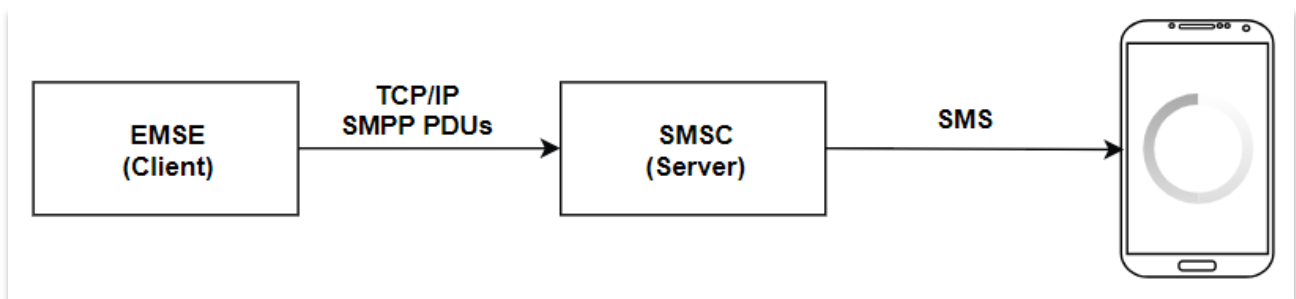 EMSE
(Client)
TCP/IP
SMPP PDUs
SMSC
(Server)
SMS